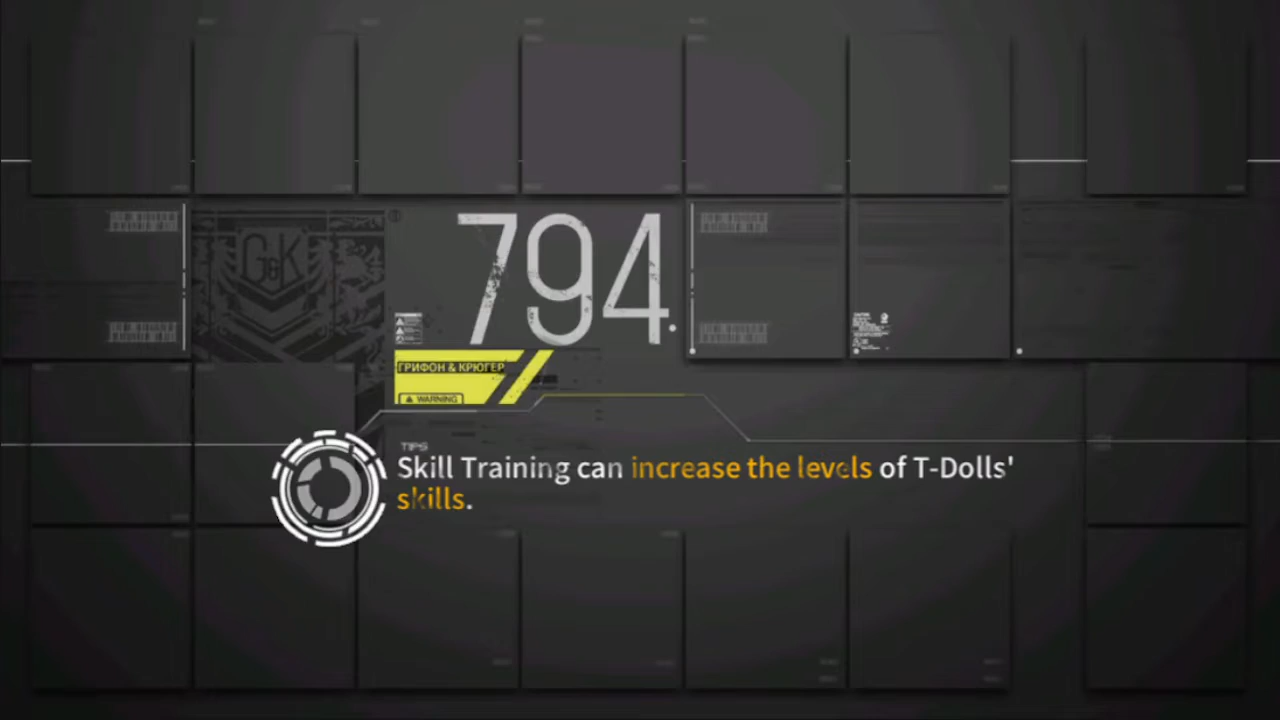 G&K
794.
ГРИФОН & КРЮГЕР
WARNING
TIPS
Skill Training can increase the levels of T-Dolls'
skills.